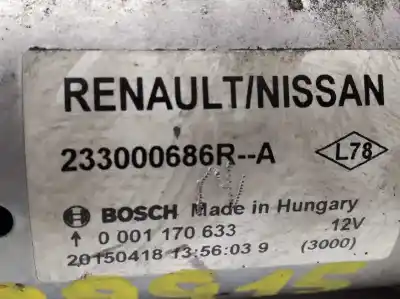 RENAULT/NISSAN
233000686R--A
L78
BOSCH Made in Hungary
0 001 170 633 12V
20150418 13:56:03 9 (3000)